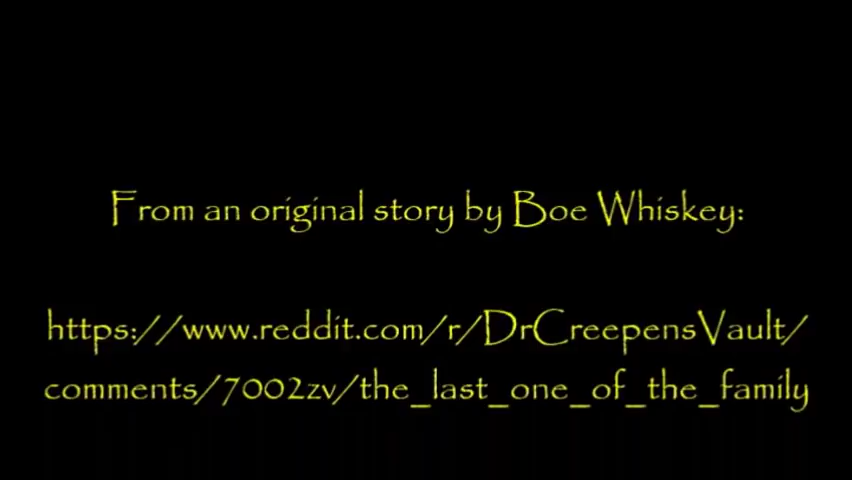 From an original story by Boe Whiskey:
https://www.reddit.com/r/DrCreepensVault/
comments/7002zv/the_last_one_of_the_family